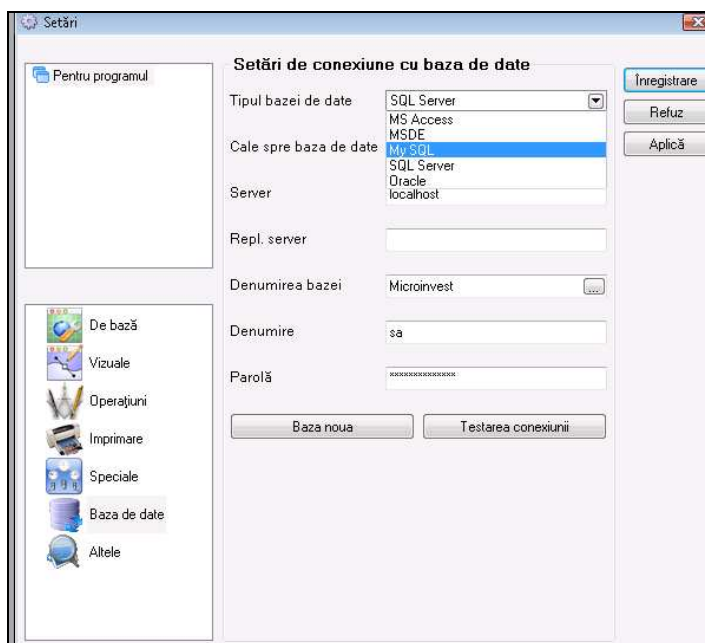 Setări
Pentru programul
Setări de conexiune cu baza de date
Tipul bazei de date
SQL Server
MS Access
MSDE
My SQL
SQL Server
Oracle
Cale spre baza de date
Server
localhost
Repl. server
Denumirea bazei
Microinvest
...
Denumire
sa
Parolă
×××××××××××××
Baza noua
Testarea conexiunii
Înregistrare
Refuz
Aplică
De bază
Vizuale
Operaţiuni
Imprimare
Speciale
Baza de date
Altele